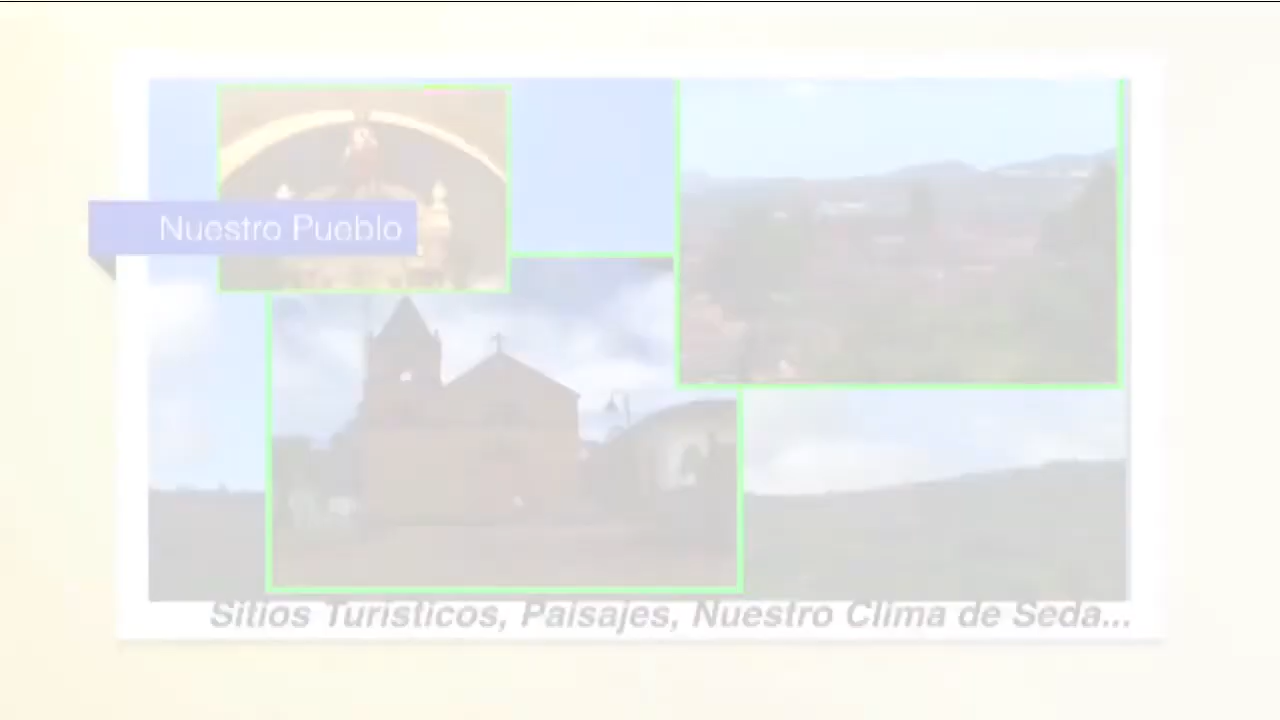 Nuestro Pueblo
Sitios Turísticos, Paisajes, Nuestro Clima de Seda...